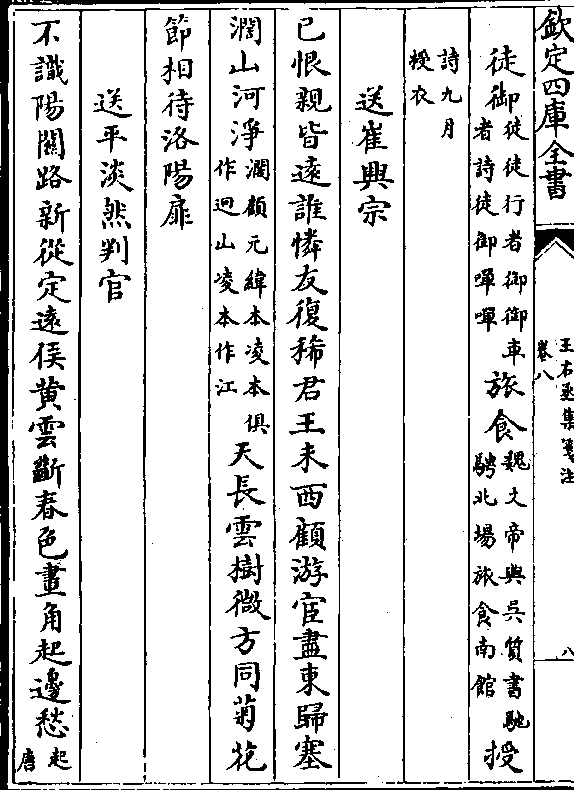 欽定四庫全書
王右丞集箋注
卷八
八
徒御徒徒行者御御車
者詩徒御嘽嘽旅食魏文帝與吳質書馳
騁北場旅食南館授
詩九月
授衣
送崔興宗
已恨親皆遠誰憐友復稀君王未西顧游宦盡東歸塞
濶山河淨濶顧元緯本凌本俱
作迥山凌本作江天長雲樹微方同菊花
節相待洛陽扉
送平淡然判官
不識陽關路新從定遠侯黄雲斷春色畫角起邊愁起
唐